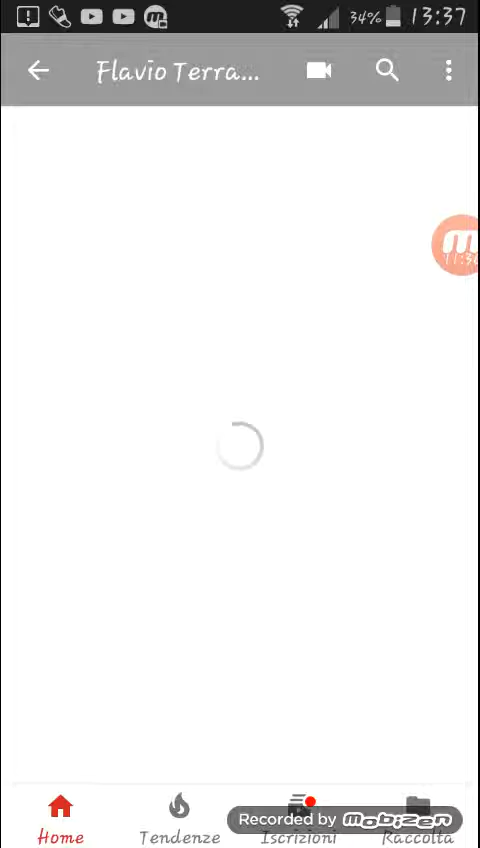 34% 13:37
Flavio Terra...
Recorded by mobizen
Home Tendenze Iscrizioni Raccolta